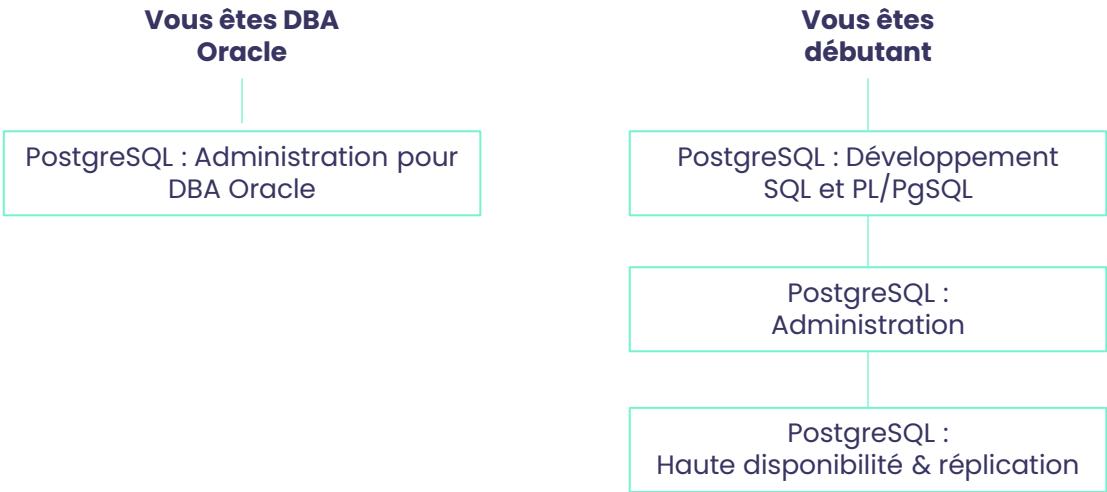 Vous êtes DBA
Oracle
PostgreSQL : Administration pour
DBA Oracle
Vous êtes
débutant
PostgreSQL : Développement
SQL et PL/PgSQL
PostgreSQL :
Administration
PostgreSQL :
Haute disponibilité & réplication